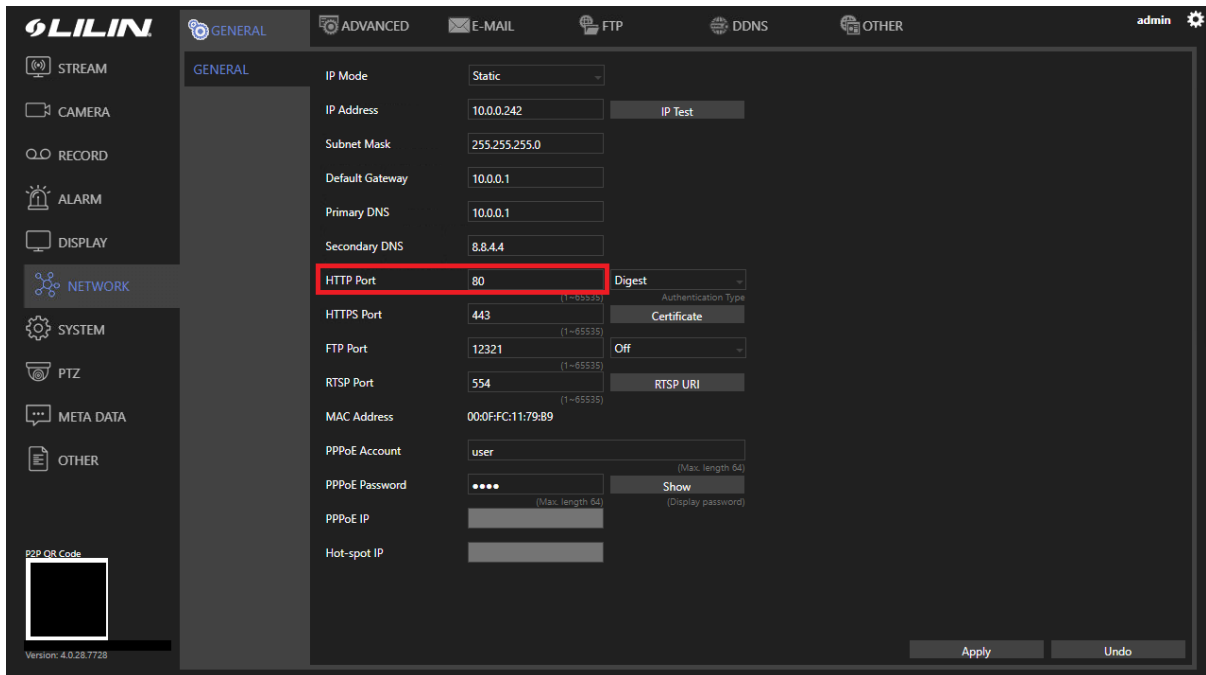 LILIN
GENERAL
ADVANCED
E-MAIL
FTP
DDNS
OTHER
admin
STREAM
CAMERA
RECORD
ALARM
DISPLAY
NETWORK
SYSTEM
PTZ
META DATA
OTHER
P2P QR Code
Version: 4.0.28.7728
GENERAL
IP Mode Static
IP Address 10.0.0.242 IP Test
Subnet Mask 255.255.255.0
Default Gateway 10.0.0.1
Primary DNS 10.0.0.1
Secondary DNS 8.8.4.4
HTTP Port 80 Digest
(1~65535) Authentication Type
HTTPS Port 443 Certificate
(1~65535)
FTP Port 12321 Off
(1~65535)
RTSP Port 554 RTSP URI
(1~65535)
MAC Address 00:0F:FC:11:79:B9
PPPoE Account user
(Max. length 64)
PPPoE Password •••• Show
(Max. length 64) (Display password)
PPPoE IP
Hot-spot IP
Apply Undo